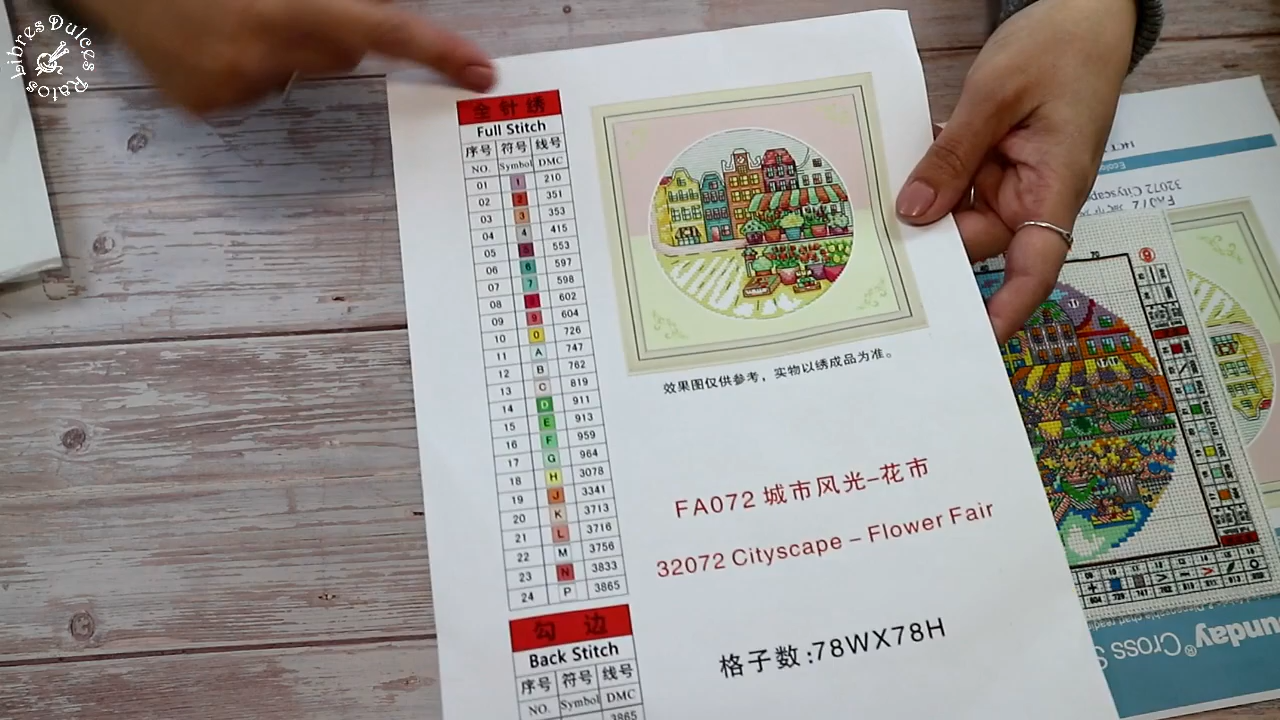 Libres Dulces Ratos
全针绣
Full Stitch
序号 符号 线号
NO. Symbol DMC
01 1 210
02 2 351
03 3 353
04 4 415
05 5 553
06 6 597
07 7 598
08 8 602
09 9 604
10 0 726
11 A 747
12 B 762
13 C 819
14 D 911
15 E 913
16 F 959
17 G 964
18 H 3078
19 J 3341
20 K 3713
21 L 3716
22 M 3756
23 N 3833
24 P 3865
勾边
Back Stitch
序号 符号 线号
NO. Symbol DMC
3865
效果图仅供参考，实物以绣成品为准。
FA072 城市风光–花市
32072 Cityscape – Flower Fair
格子数:78WX78H
32072 Cityscape
unday® Cross S